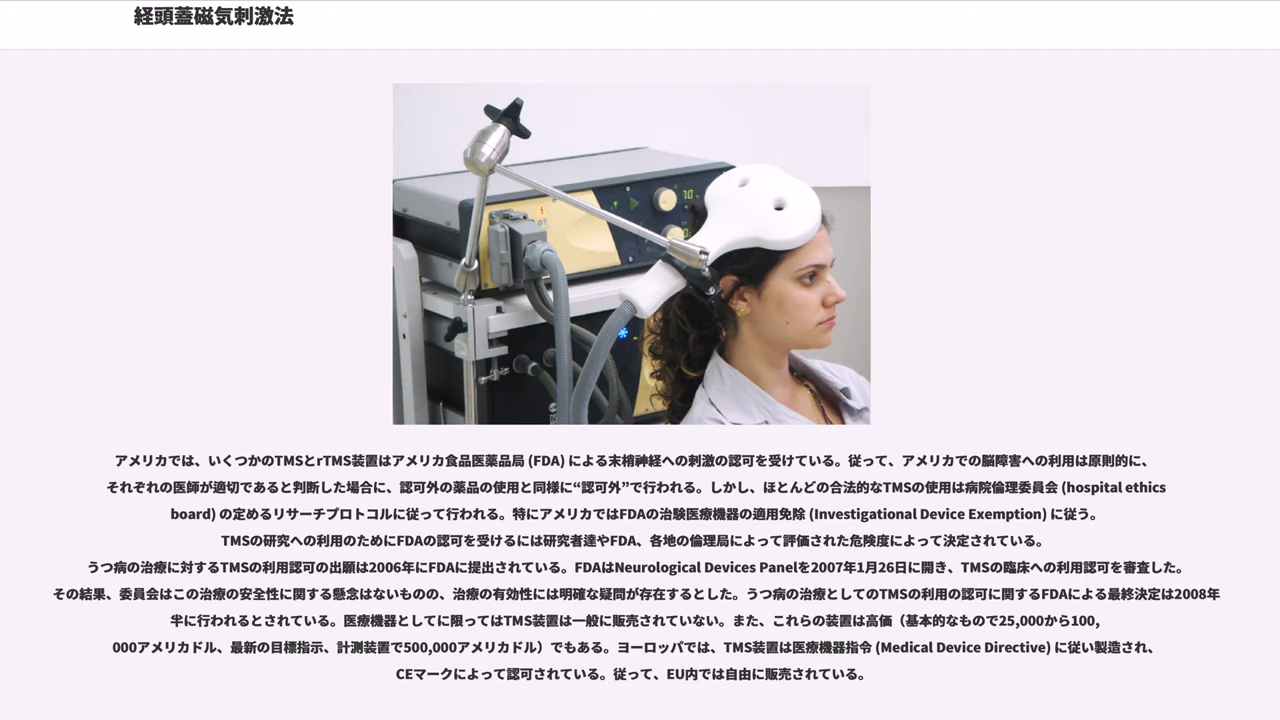 経頭蓋磁気刺激法
70
アメリカでは、いくつかのTMSとrTMS装置はアメリカ食品医薬品局 (FDA) による末梢神経への刺激の認可を受けている。従って、アメリカでの脳障害への利用は原則的に、
それぞれの医師が適切であると判断した場合に、認可外の薬品の使用と同様に“認可外”で行われる。しかし、ほとんどの合法的なTMSの使用は病院倫理委員会 (hospital ethics
board) の定めるリサーチプロトコルに従って行われる。特にアメリカではFDAの治験医療機器の適用免除 (Investigational Device Exemption) に従う。
TMSの研究への利用のためにFDAの認可を受けるには研究者達やFDA、各地の倫理局によって評価された危険度によって決定されている。
うつ病の治療に対するTMSの利用認可の出願は2006年にFDAに提出されている。FDAはNeurological Devices Panelを2007年1月26日に開き、TMSの臨床への利用認可を審査した。
その結果、委員会はこの治療の安全性に関する懸念はないものの、治療の有効性には明確な疑問が存在するとした。うつ病の治療としてのTMSの利用の認可に関するFDAによる最終決定は2008年
半に行われるとされている。医療機器としてに限ってはTMS装置は一般に販売されていない。また、これらの装置は高価（基本的なもので25,000から100,
000アメリカドル、最新の目標指示、計測装置で500,000アメリカドル）でもある。ヨーロッパでは、TMS装置は医療機器指令 (Medical Device Directive) に従い製造され、
CEマークによって認可されている。従って、EU内では自由に販売されている。